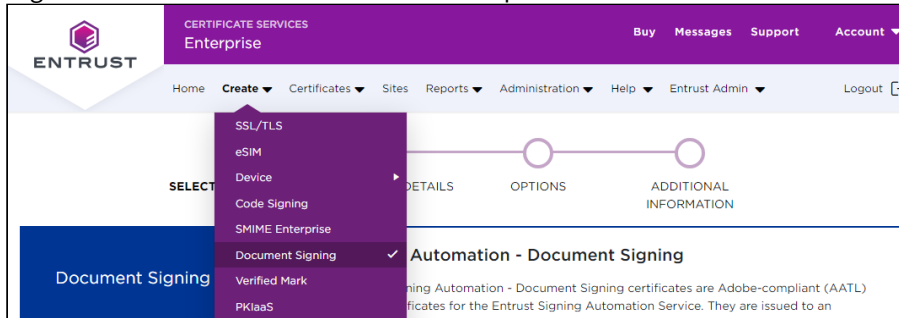 CERTIFICATE SERVICES
Enterprise
Buy Messages Support Account
ENTRUST
Home Create Certificates Sites Reports Administration Help Entrust Admin Logout
SSL/TLS
eSIM
Device
SELECT DETAILS OPTIONS ADDITIONAL INFORMATION
Code Signing
SMIME Enterprise
Document Signing
Automation - Document Signing
Document Signing
Verified Mark
Automation - Document Signing certificates are Adobe-compliant (AATL)
PKIaaS
for the Entrust Signing Automation Service. They are issued to an